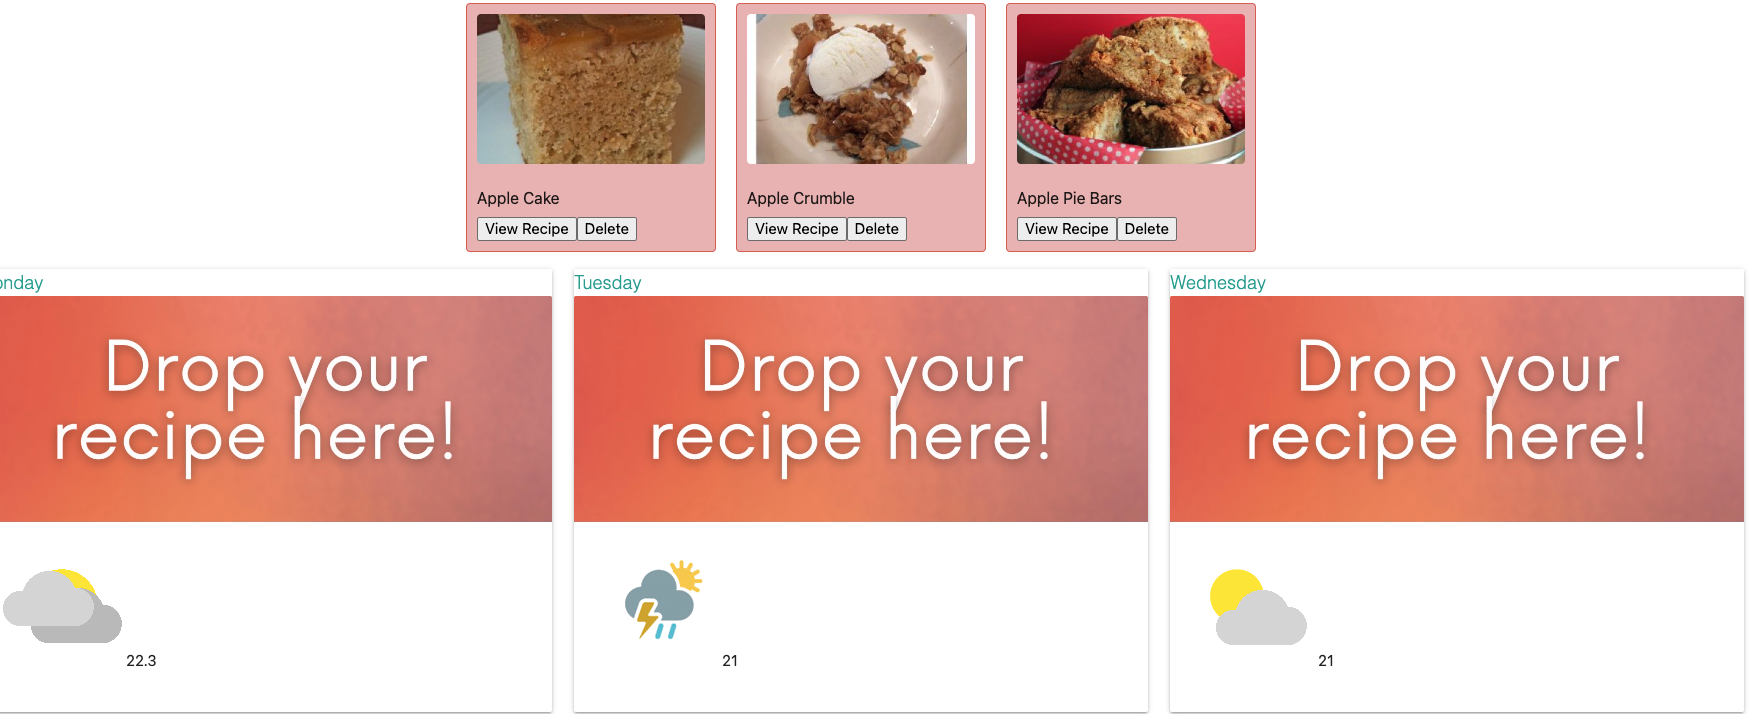 Apple Cake Apple Crumble Apple Pie Bars
View Recipe Delete View Recipe Delete View Recipe Delete
onday Tuesday Wednesday
Drop your Drop your Drop your
recipe here! recipe here! recipe here!
22.3 21 21